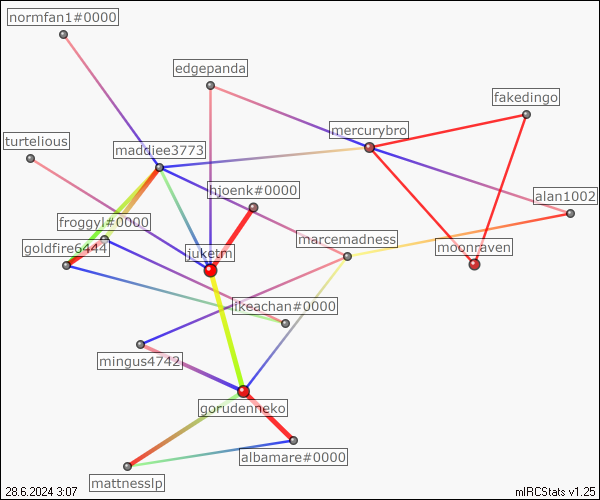 normfan1#0000
edgepanda
fakedingo
mercurybro
turtelious
maddiee3773
hjoenk#0000
alan1002
froggyl#0000
marcomadness
goldfire6444
juketm
moonraven
ikeachan#0000
mingus4742
gorudenneko
albamare#0000
mattnesslp
28.6.2024 3:07
mIRCStats v1.25